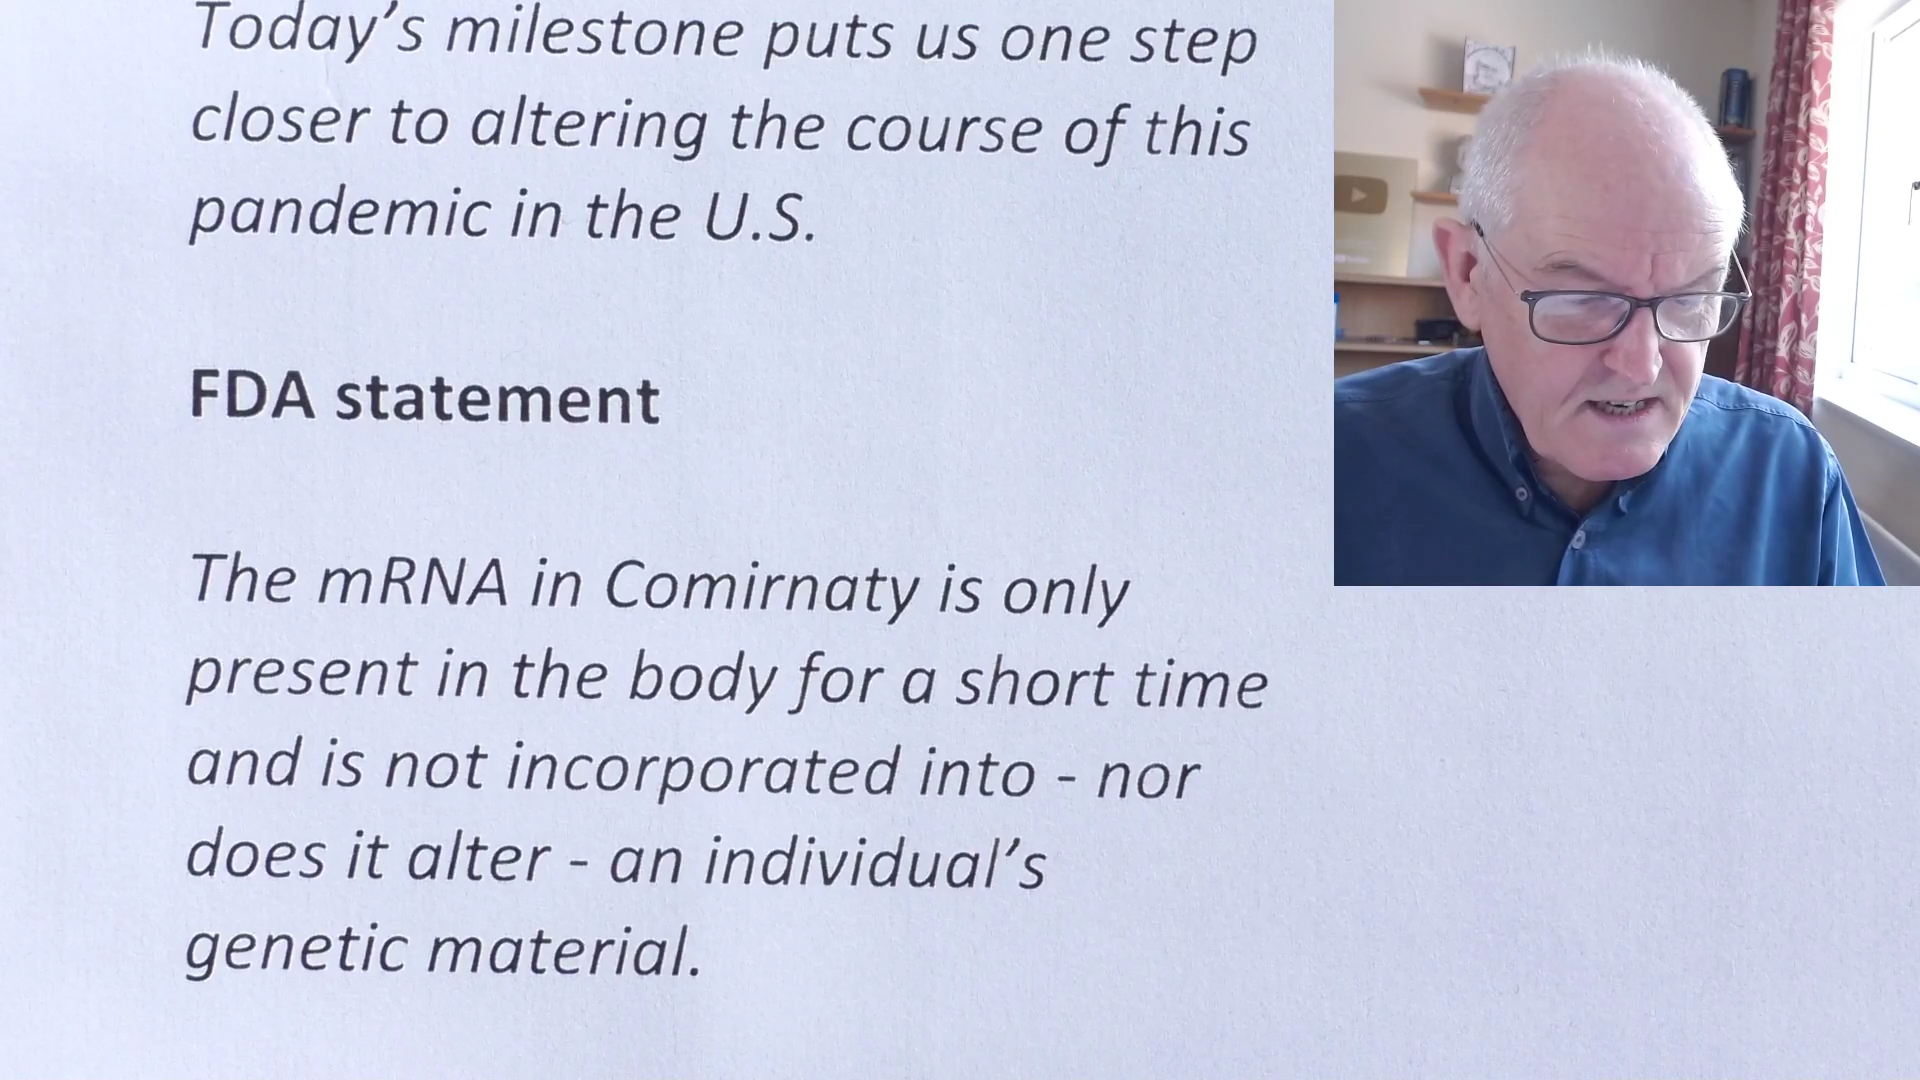 Today’s milestone puts us one step
closer to altering the course of this
pandemic in the U.S.
FDA statement
The mRNA in Comirnaty is only
present in the body for a short time
and is not incorporated into - nor
does it alter - an individual’s
genetic material.